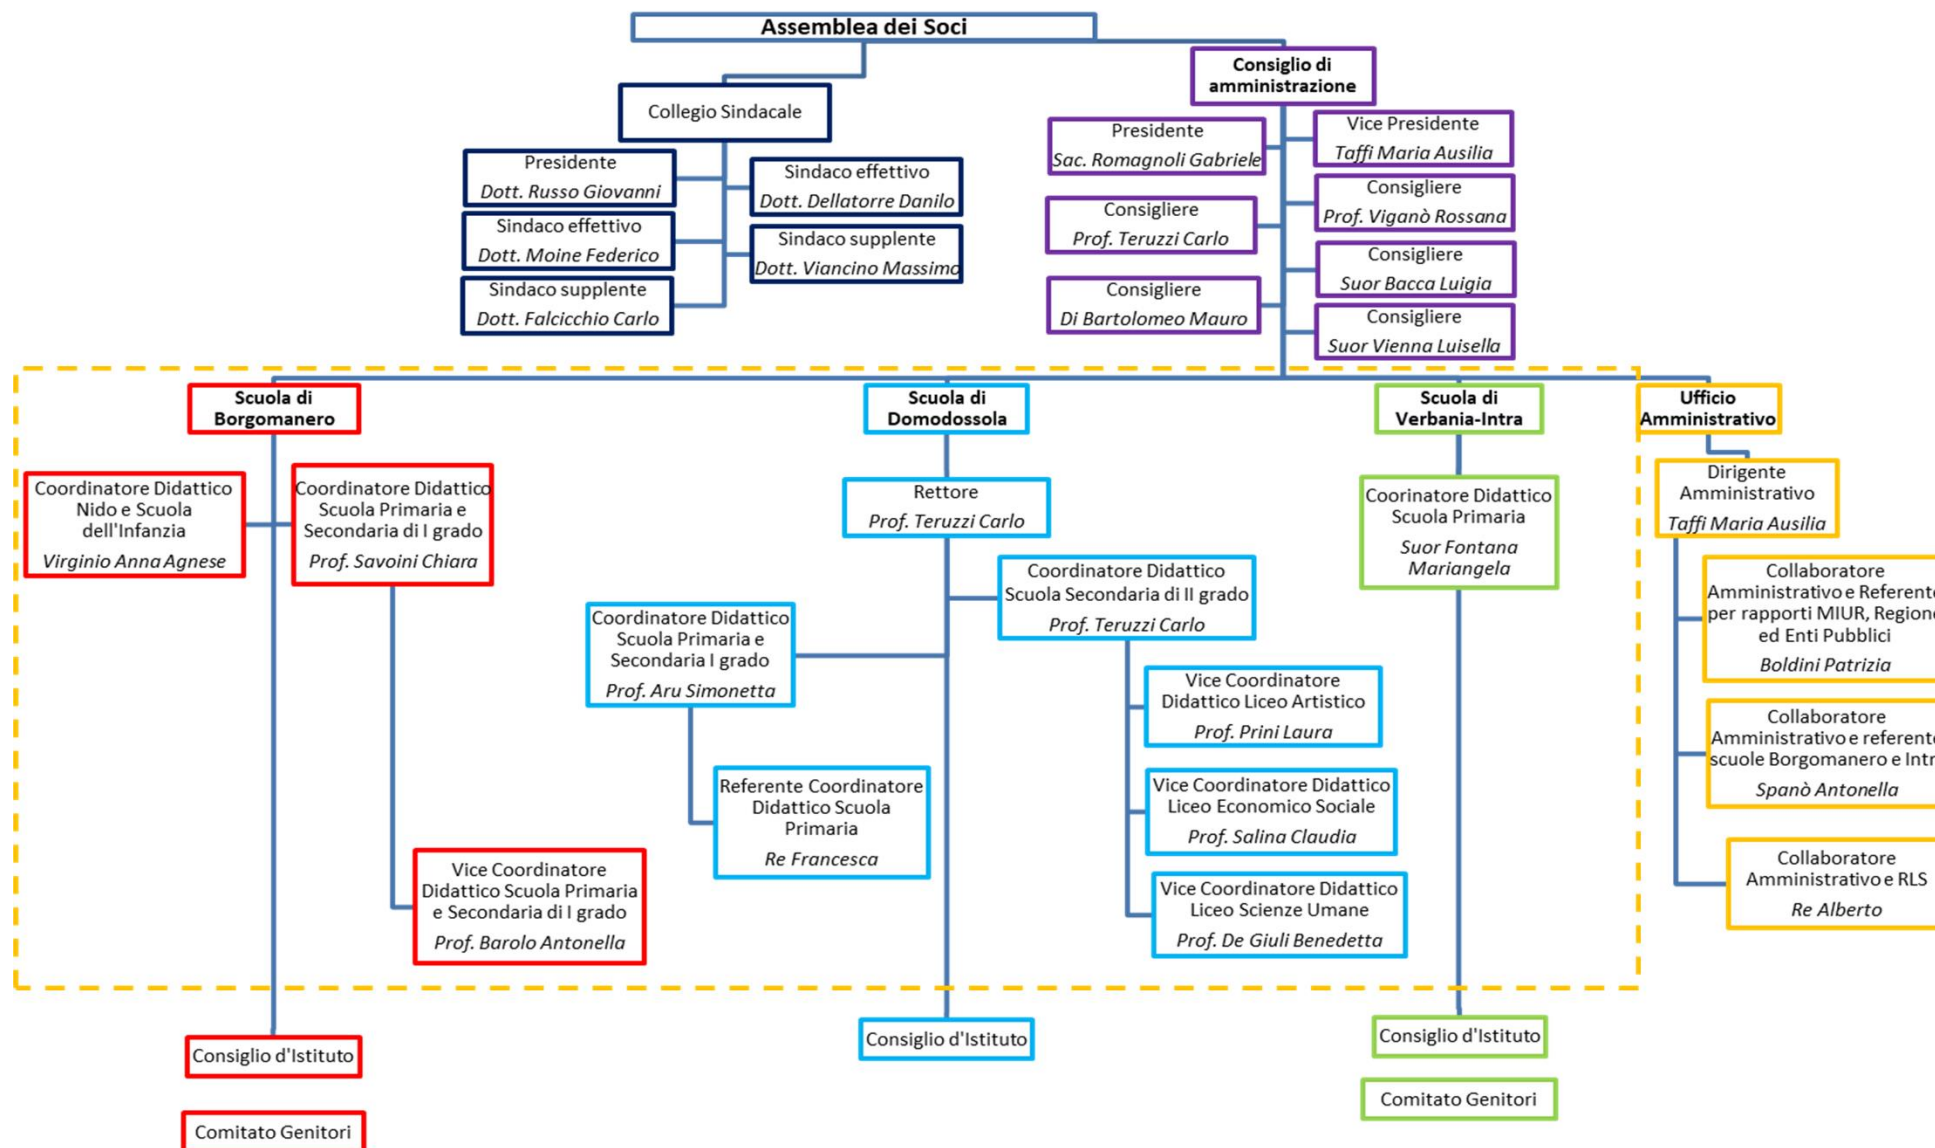 Assemblea dei Soci
Collegio Sindacale
Presidente
Dott. Russo Giovanni
Sindaco effettivo
Dott. Dellatorre Danilo
Sindaco effettivo
Dott. Moine Federico
Sindaco supplente
Dott. Viancino Massimo
Sindaco supplente
Dott. Falcicchio Carlo
Consiglio di
amministrazione
Presidente
Sac. Romagnoli Gabriele
Vice Presidente
Taffi Maria Ausilia
Consigliere
Prof. Viganò Rossana
Consigliere
Prof. Teruzzi Carlo
Consigliere
Suor Bacca Luigia
Consigliere
Di Bartolomeo Mauro
Consigliere
Suor Vienna Luisella
Scuola di
Borgomanero
Coordinatore Didattico
Nido e Scuola
dell'Infanzia
Virginio Anna Agnese
Coordinatore Didattico
Scuola Primaria e
Secondaria di I grado
Prof. Savoini Chiara
Vice Coordinatore
Didattico Scuola Primaria
e Secondaria di I grado
Prof. Barolo Antonella
Consiglio d'Istituto
Comitato Genitori
Scuola di
Domodossola
Rettore
Prof. Teruzzi Carlo
Coordinatore Didattico
Scuola Primaria e
Secondaria I grado
Prof. Aru Simonetta
Referente Coordinatore
Didattico Scuola
Primaria
Re Francesca
Coordinatore Didattico
Scuola Secondaria di II grado
Prof. Teruzzi Carlo
Vice Coordinatore
Didattico Liceo Artistico
Prof. Prini Laura
Vice Coordinatore Didattico
Liceo Economico Sociale
Prof. Salina Claudia
Vice Coordinatore Didattico
Liceo Scienze Umane
Prof. De Giuli Benedetta
Consiglio d'Istituto
Scuola di
Verbania-Intra
Coorinatore Didattico
Scuola Primaria
Suor Fontana
Mariangela
Consiglio d'Istituto
Comitato Genitori
Ufficio
Amministrativo
Dirigente
Amministrativo
Taffi Maria Ausilia
Collaboratore
Amministrativo e Referente
per rapporti MIUR, Regione
ed Enti Pubblici
Boldini Patrizia
Collaboratore
Amministrativo e referente
scuole Borgomanero e Intr
Spanò Antonella
Collaboratore
Amministrativo e RLS
Re Alberto